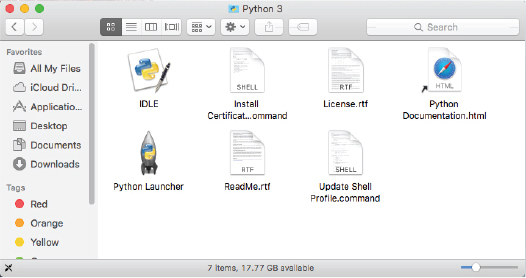 Python 3
Search
Favorites
All My Files
iCloud Dri...
Applicatio...
Desktop
Documents
Downloads
Tags
Red
Orange
Yellow
SHELL
RTF
HTML
IDLE
Install
Certificat...ommand
License.rtf
Python
Documentation.html
RTF
SHELL
Python Launcher
ReadMe.rtf
Update Shell
Profile.command
7 items, 17.77 GB available